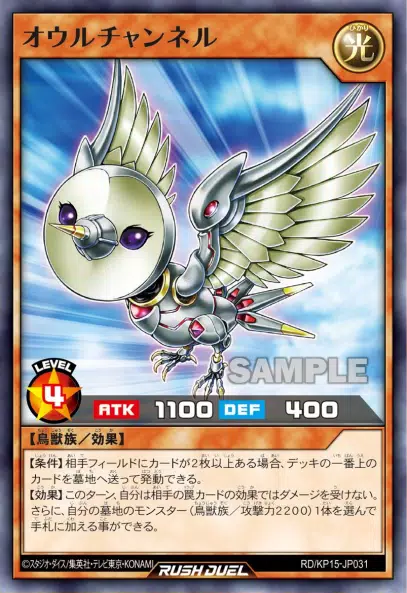 オウルチャンネル
ひかり
光
SAMPLE
LEVEL
4
ATK 1100 DEF 400
【鳥獣族/効果】
【条件】相手フィールドにカードが2枚以上ある場合、デッキの一番上の
カードを墓地へ送って発動できる。
【効果】このターン、自分は相手の罠カードの効果ではダメージを受けない。
さらに、自分の墓地のモンスター(鳥獣族/攻撃力2200)1体を選んで
手札に加える事ができる。
©スタジオ・ダイス/集英社・テレビ東京・KONAMI
RUSH DUEL
RD/KP15-JP031